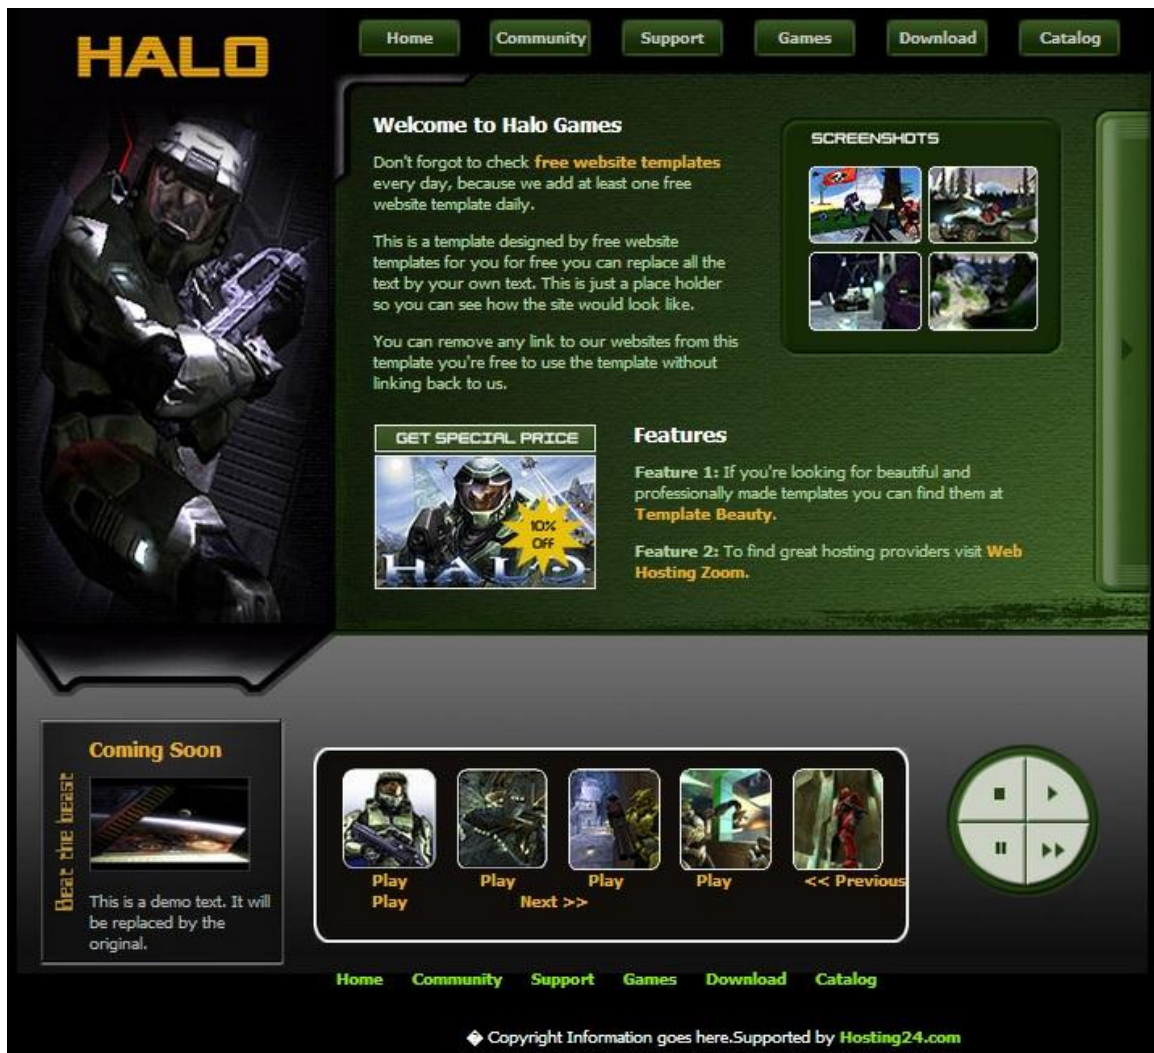 HALO
Home Community Support Games Download Catalog
Welcome to Halo Games
Don't forgot to check free website templates
every day, because we add at least one free
website template daily.
This is a template designed by free website
templates for you for free you can replace all the
text by your own text. This is just a place holder
so you can see how the site would look like.
You can remove any link to our websites from this
template you're free to use the template without
linking back to us.
SCREENSHOTS
GET SPECIAL PRICE
10%
OFF
HALO
Features
Feature 1: If you're looking for beautiful and
professionally made templates you can find them at
Template Beauty.
Feature 2: To find great hosting providers visit Web
Hosting Zoom.
Coming Soon
Beat the beast
This is a demo text. It will
be replaced by the
original.
Play Play Play Play << Previous
Play Next >>
Home Community Support Games Download Catalog
� Copyright Information goes here.Supported by Hosting24.com